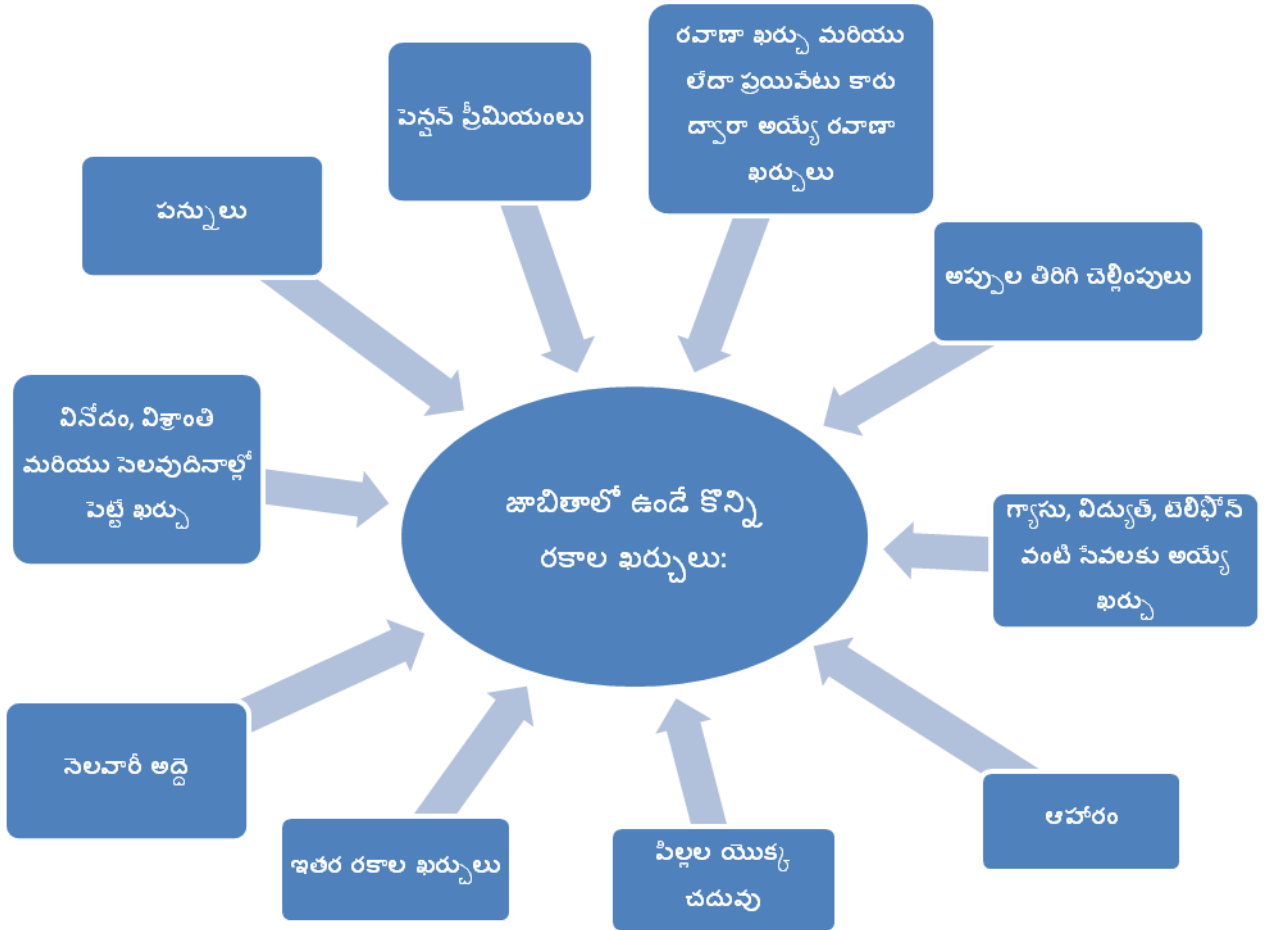 రవాణా ఖర్చు మరియు
లేదా ప్రయివేటు కారు
ద్వారా అయ్యే రవాణా
ఖర్చులు
పెన్షన్ ప్రీమియంలు
పన్నులు
అప్పుల తిరిగి చెల్లింపులు
వినోదం, విశ్రాంతి
మరియు సెలవుదినాల్లో
పెట్టే ఖర్చు
జాబితాలో ఉండే కొన్ని
రకాల ఖర్చులు:
గ్యాసు, విద్యుత్, టెలిఫోన్
వంటి సేవలకు అయ్యే
ఖర్చు
నెలవారీ అద్దె
ఆహారం
ఇతర రకాల ఖర్చులు
పిల్లల యొక్క
చదువు